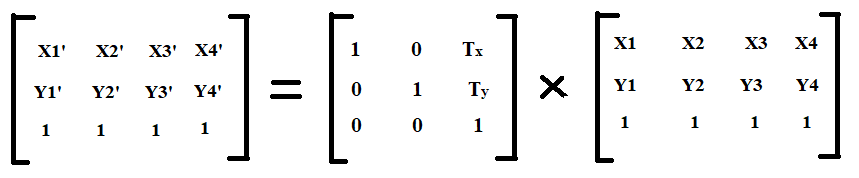 X1' X2' X3' X4' 1 0 Tx X1 X2 X3 X4
Y1' Y2' Y3' Y4' = 0 1 Ty × Y1 Y2 Y3 Y4
1 1 1 1 0 0 1 1 1 1 1